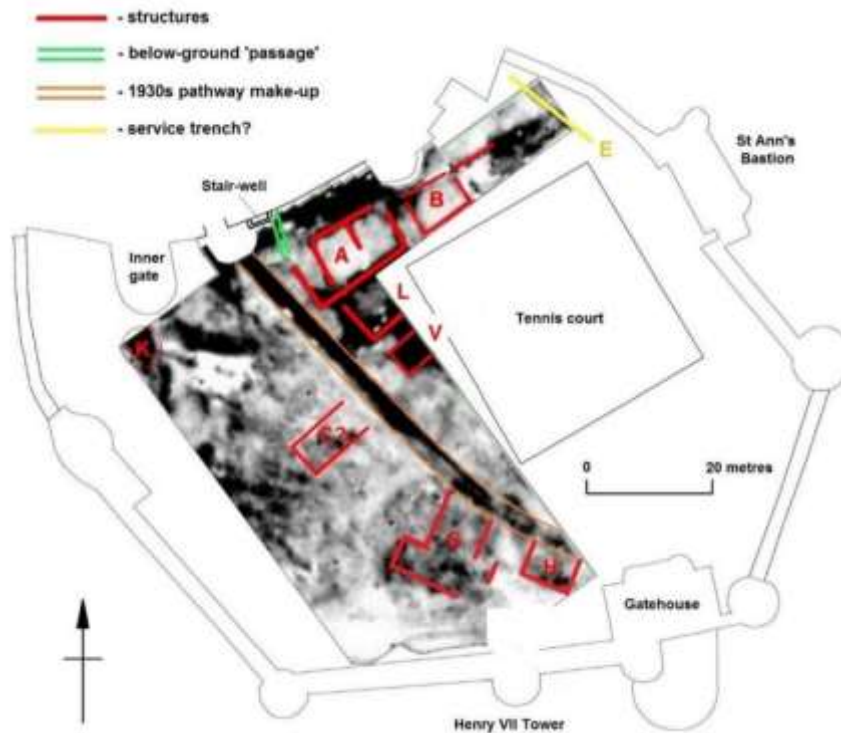 - structures
- below-ground 'passage'
- 1930s pathway make-up
- service trench?
St Ann's
Bastion
E
Stair-well
B
A
Inner
gate
L
V
Tennis court
K
0
20 metres
H
Gatehouse
Henry VII Tower